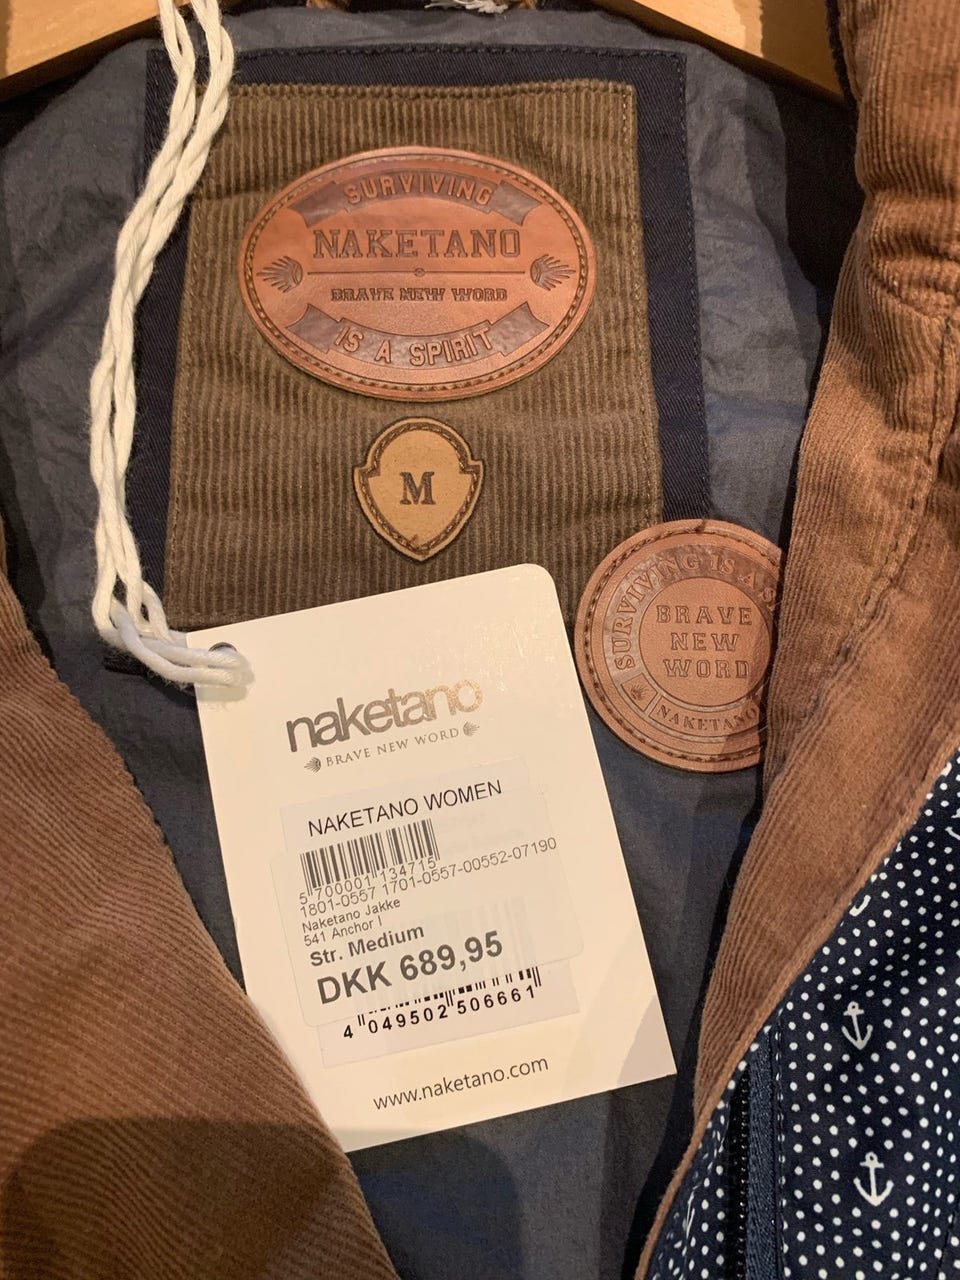 SURVIVING
NAKETANO
BRAVE NEW WORD
IS A SPIRIT
M
SURVIVING IS A S
BRAVE
NEW
WORD
NAKETANO
naketano
BRAVE NEW WORD
NAKETANO WOMEN
5 700001 134715
1801-0557 1701-0557-00552-07190
Naketano Jakke
541 Anchor I
Str. Medium
DKK 689,95
4 049502 506661
www.naketano.com